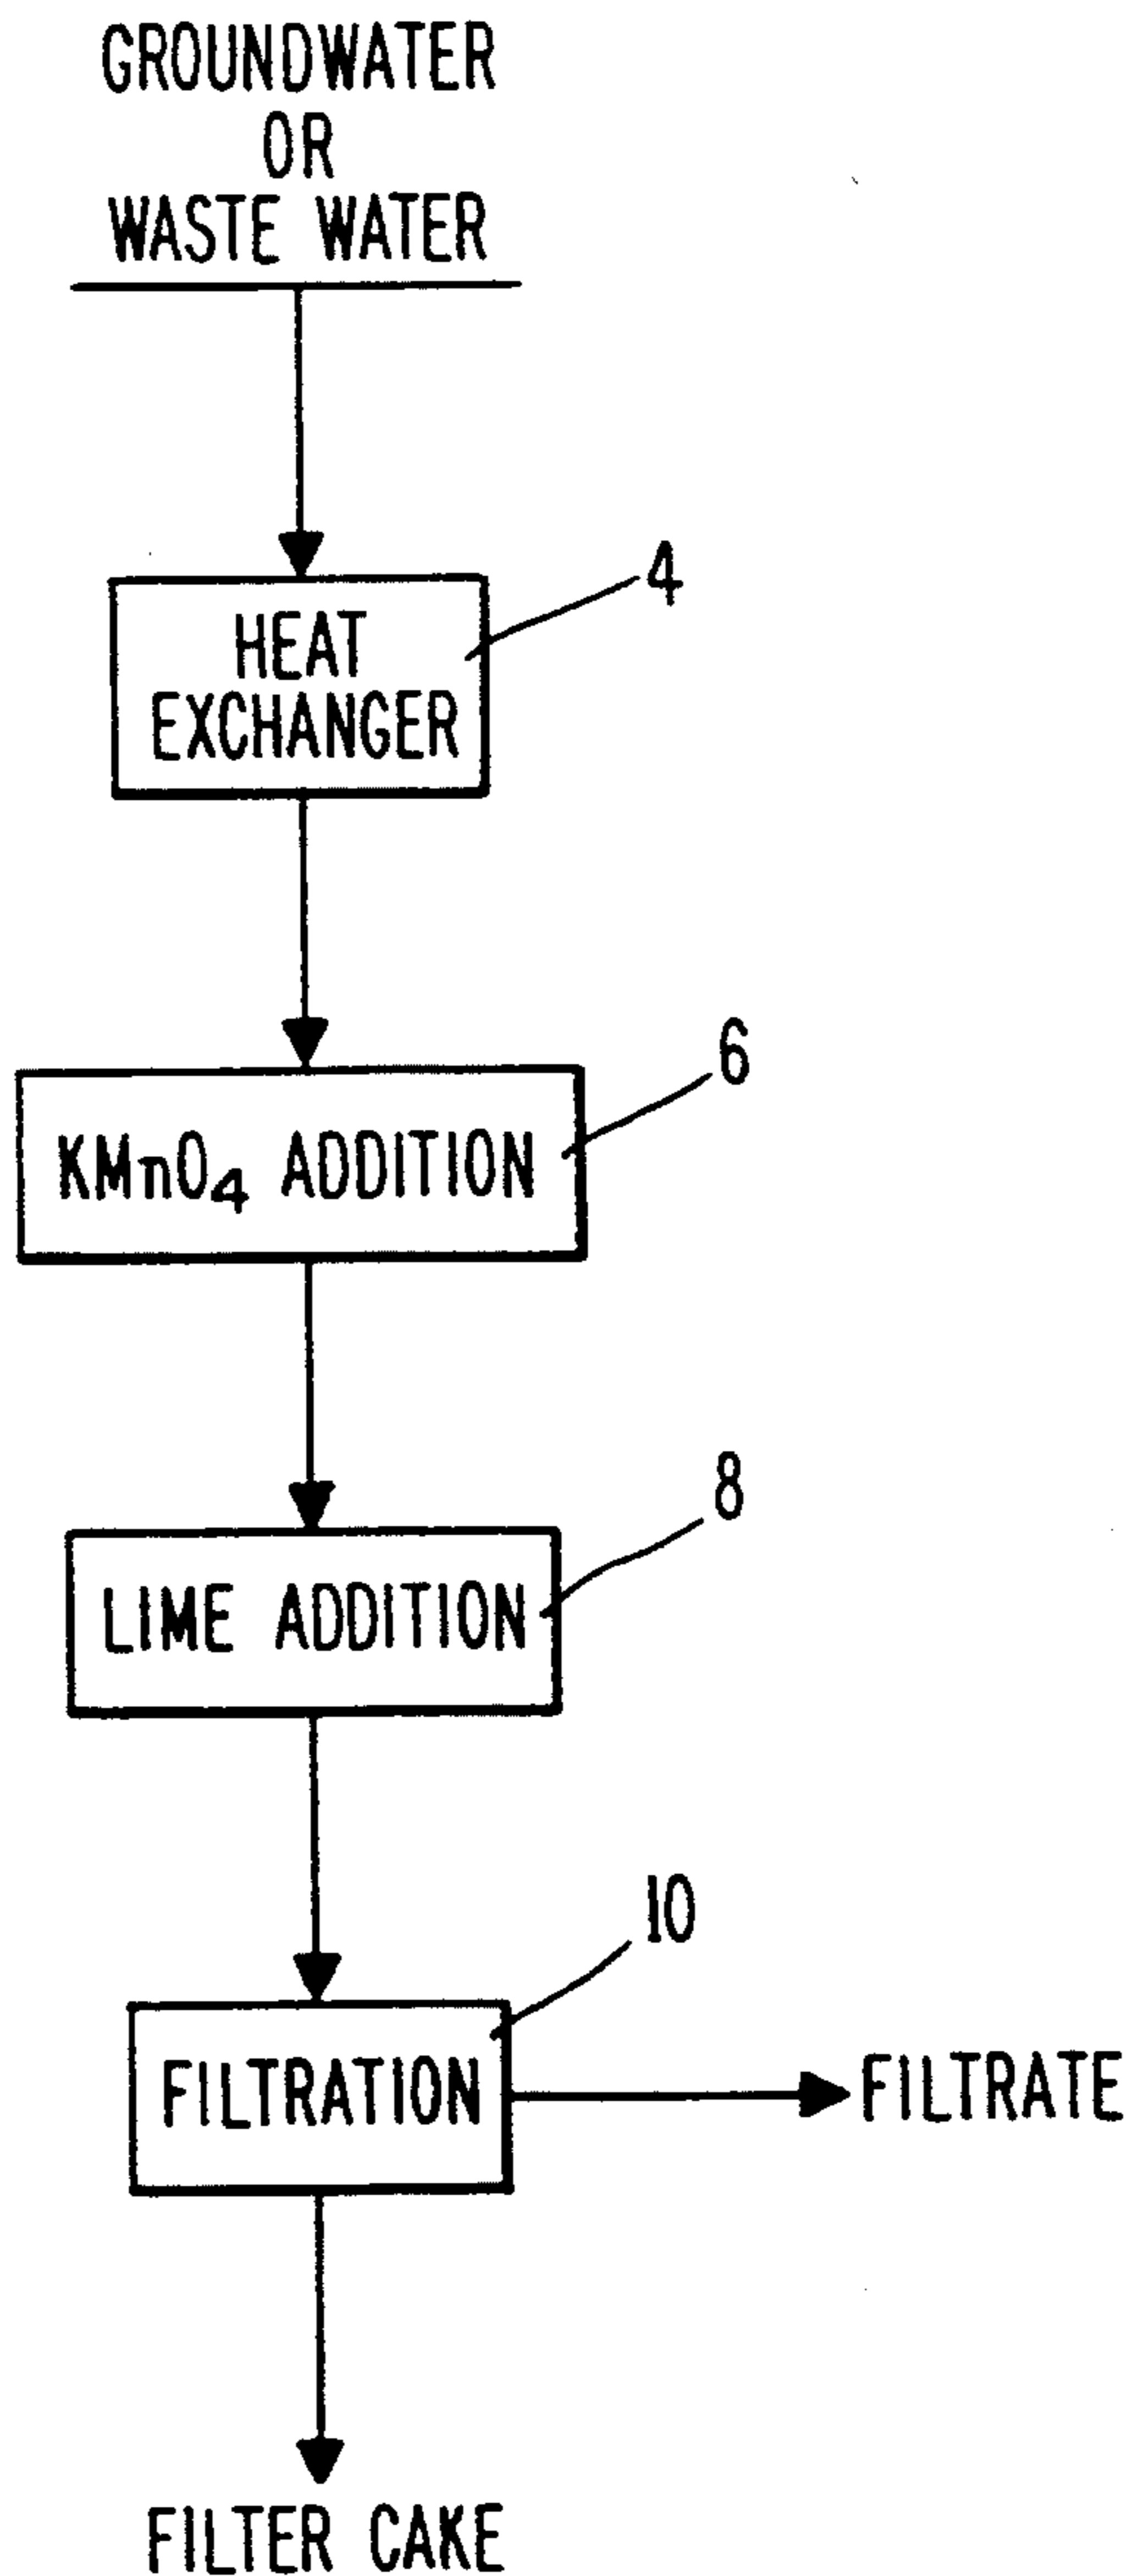 GROUNDWATER
OR
WASTE WATER
4
HEAT
EXCHANGER
6
KMnO₄ ADDITION
8
LIME ADDITION
10
FILTRATION
FILTRATE
FILTER CAKE